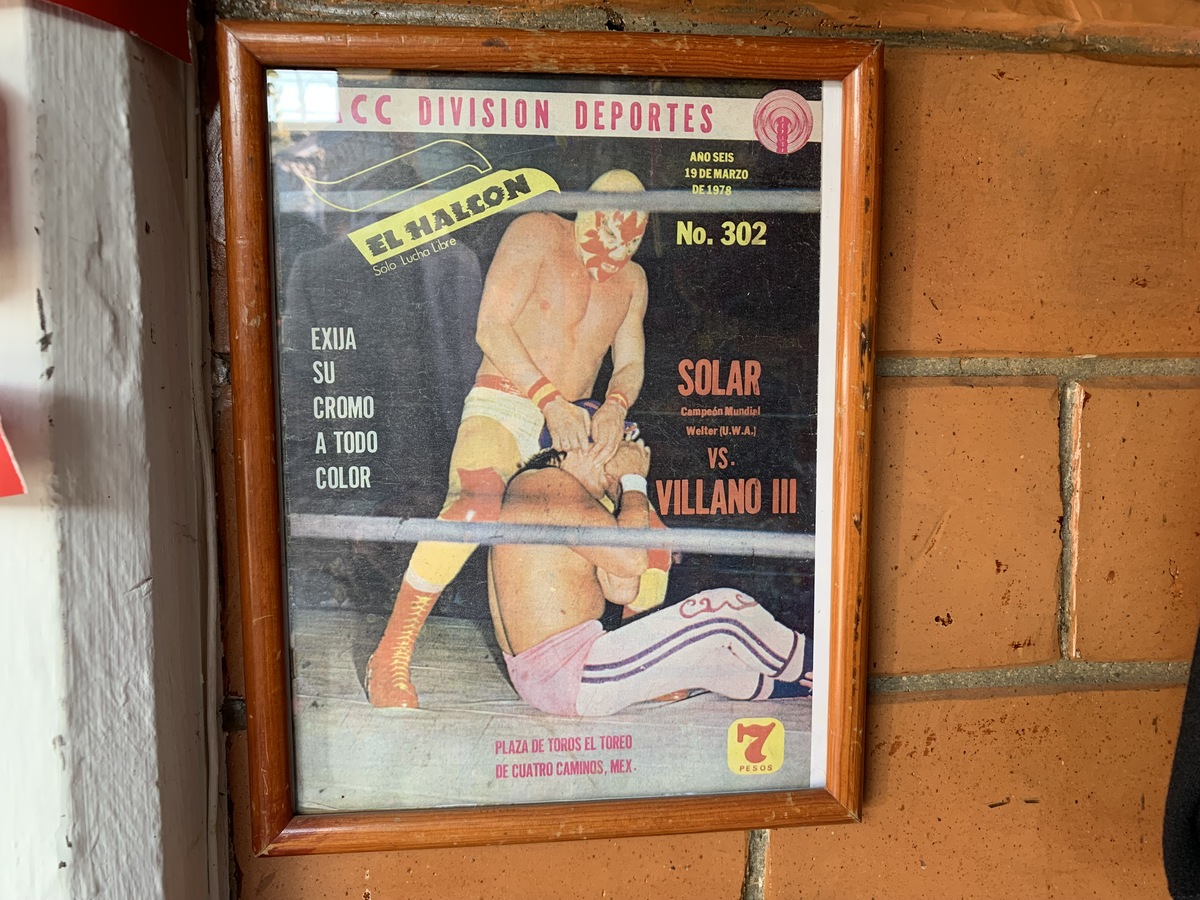 ACC DIVISION DEPORTES
AÑO SEIS
19 DE MARZO
DE 1978
No. 302
EL HALCON
Sólo Lucha Libre
EXIJA
SU
CROMO
A TODO
COLOR
SOLAR
Campeón Mundial
Welter (U.W.A.)
VS.
VILLANO III
PLAZA DE TOROS EL TOREO
DE CUATRO CAMINOS, MEX.
7
PESOS